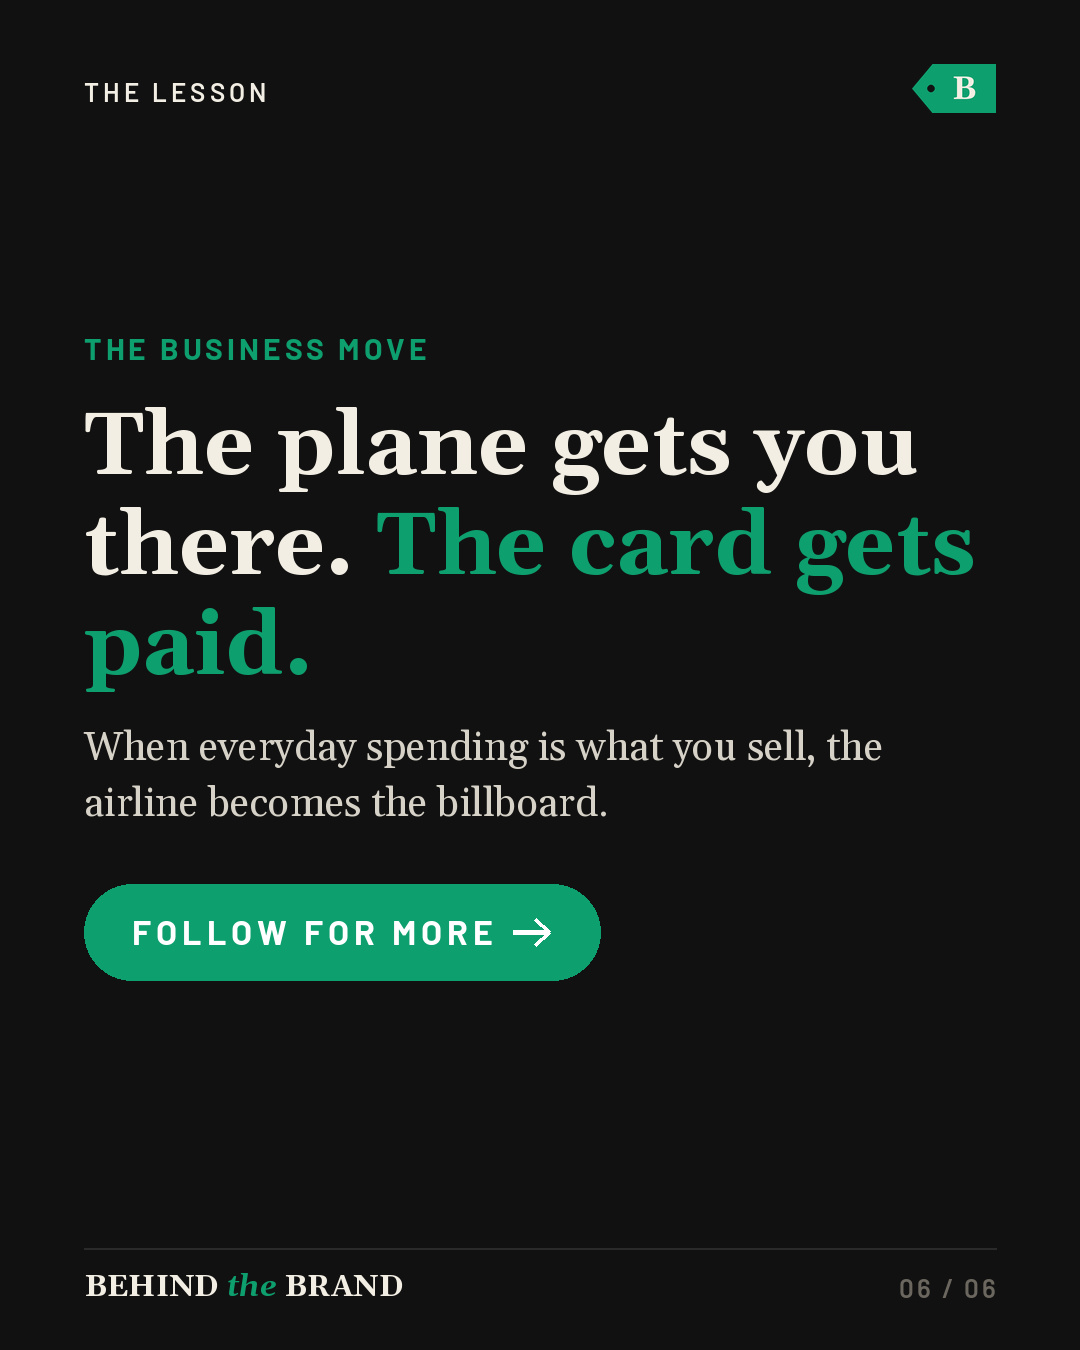 THE LESSON
B
THE BUSINESS MOVE
The plane gets you
there. The card gets
paid.
When everyday spending is what you sell, the
airline becomes the billboard.
FOLLOW FOR MORE →
BEHIND the BRAND
06 / 06